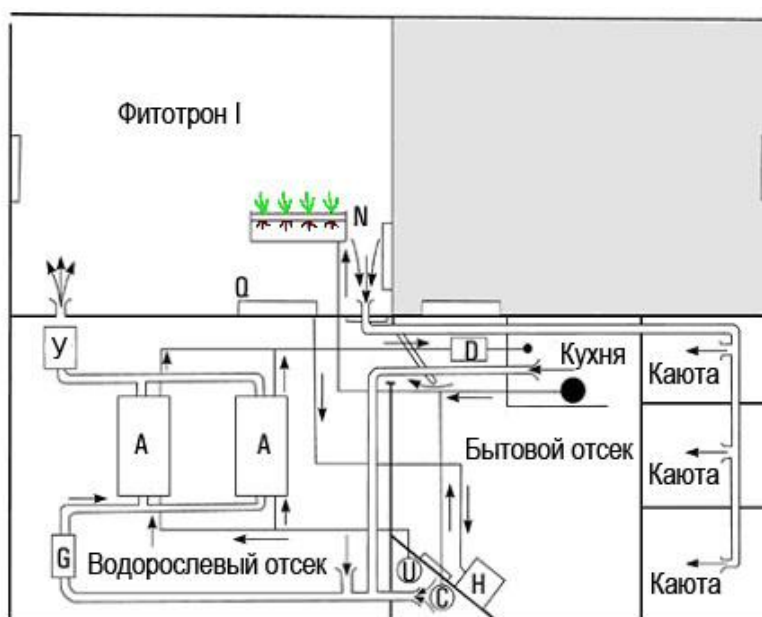 Фитотрон I
N
Q
У
D
Кухня
Каюта
A
A
Бытовой отсек
Каюта
G
Водорослевый отсек
U
C
H
Каюта